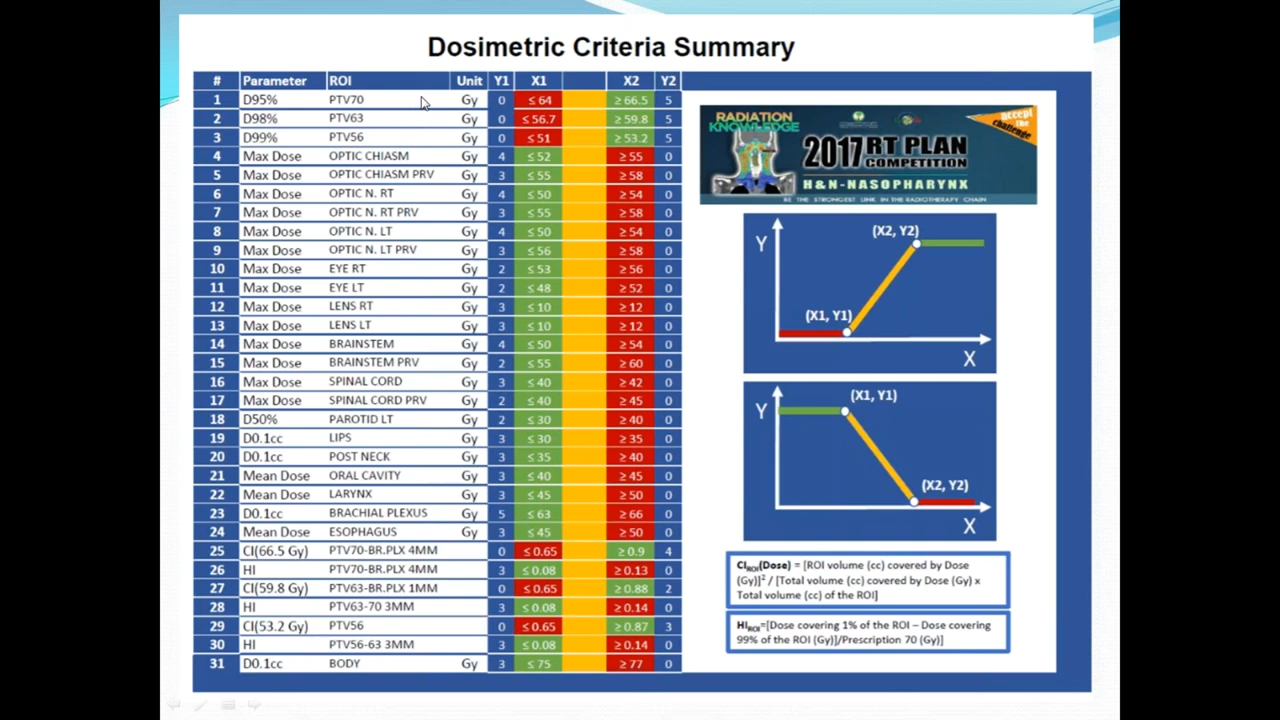 Dosimetric Criteria Summary
# Parameter ROI Unit Y1 X1 X2 Y2
1 D95% PTV70 Gy 0 ≤ 64 ≥ 66.5 5
2 D98% PTV63 Gy 0 ≤ 56.7 ≥ 59.8 5
3 D99% PTV56 Gy 0 ≤ 51 ≥ 53.2 5
4 Max Dose OPTIC CHIASM Gy 4 ≤ 52 ≥ 55 0
5 Max Dose OPTIC CHIASM PRV Gy 3 ≤ 55 ≥ 58 0
6 Max Dose OPTIC N. RT Gy 4 ≤ 50 ≥ 54 0
7 Max Dose OPTIC N. RT PRV Gy 3 ≤ 55 ≥ 58 0
8 Max Dose OPTIC N. LT Gy 4 ≤ 50 ≥ 54 0
9 Max Dose OPTIC N. LT PRV Gy 3 ≤ 56 ≥ 58 0
10 Max Dose EYE RT Gy 2 ≤ 53 ≥ 56 0
11 Max Dose EYE LT Gy 2 ≤ 48 ≥ 52 0
12 Max Dose LENS RT Gy 3 ≤ 10 ≥ 12 0
13 Max Dose LENS LT Gy 3 ≤ 10 ≥ 12 0
14 Max Dose BRAINSTEM Gy 4 ≤ 50 ≥ 54 0
15 Max Dose BRAINSTEM PRV Gy 2 ≤ 55 ≥ 60 0
16 Max Dose SPINAL CORD Gy 3 ≤ 40 ≥ 42 0
17 Max Dose SPINAL CORD PRV Gy 2 ≤ 40 ≥ 45 0
18 D50% PAROTID LT Gy 2 ≤ 30 ≥ 40 0
19 D0.1cc LIPS Gy 3 ≤ 30 ≥ 35 0
20 D0.1cc POST NECK Gy 3 ≤ 35 ≥ 40 0
21 Mean Dose ORAL CAVITY Gy 3 ≤ 40 ≥ 45 0
22 Mean Dose LARYNX Gy 3 ≤ 45 ≥ 50 0
23 D0.1cc BRACHIAL PLEXUS Gy 5 ≤ 63 ≥ 66 0
24 Mean Dose ESOPHAGUS Gy 3 ≤ 45 ≥ 50 0
25 CI(66.5 Gy) PTV70-BR.PLX 4MM 0 ≤ 0.65 ≥ 0.9 4
26 HI PTV70-BR.PLX 4MM 3 ≤ 0.08 ≥ 0.13 0
27 CI(59.8 Gy) PTV63-BR.PLX 1MM 0 ≤ 0.65 ≥ 0.88 2
28 HI PTV63-70 3MM 3 ≤ 0.08 ≥ 0.14 0
29 CI(53.2 Gy) PTV56 0 ≤ 0.65 ≥ 0.87 3
30 HI PTV56-63 3MM 3 ≤ 0.08 ≥ 0.14 0
31 D0.1cc BODY Gy 3 ≤ 75 ≥ 77 0
RADIATION
KNOWLEDGE
accept
the
challenge
2017 RT PLAN
COMPETITION
H&N-NASOPHARYNX
BE THE STRONGEST LINK IN THE RADIOTHERAPY CHAIN
Y
(X2, Y2)
(X1, Y1)
X
Y
(X1, Y1)
(X2, Y2)
X
CI_ROI(Dose) = [ROI volume (cc) covered by Dose
(Gy)]² / [Total volume (cc) covered by Dose (Gy) x
Total volume (cc) of the ROI]
HI_ROI=[Dose covering 1% of the ROI – Dose covering
99% of the ROI (Gy)]/Prescription 70 (Gy)]